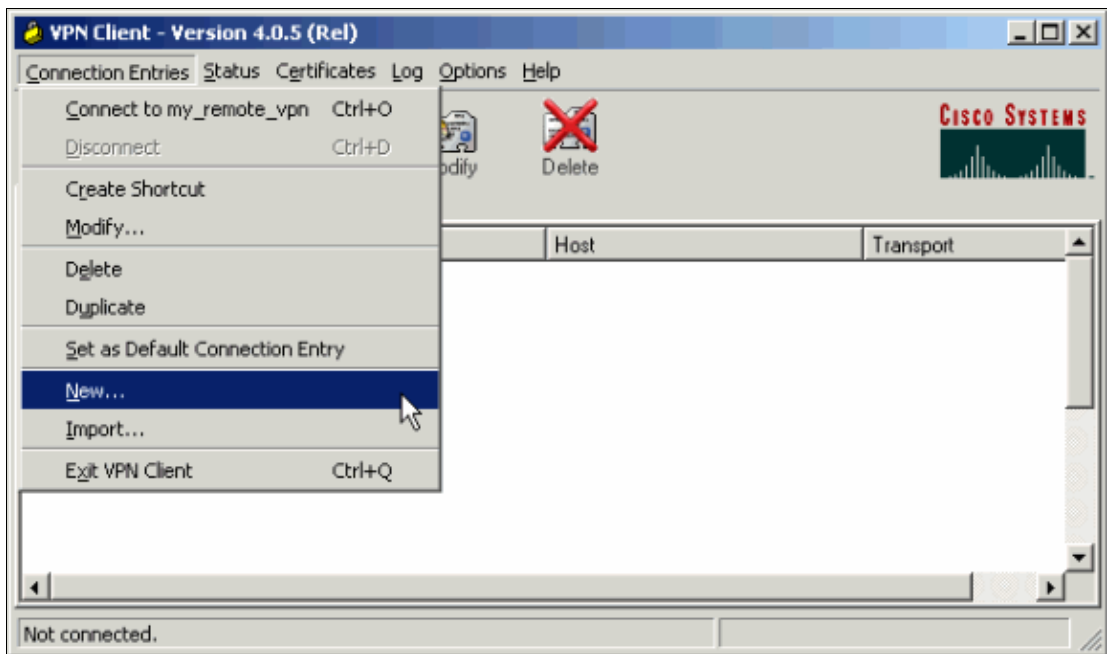 VPN Client - Version 4.0.5 (Rel)
Connection Entries Status Certificates Log Options Help
Connect to my_remote_vpn Ctrl+O
Disconnect Ctrl+D
Create Shortcut
Modify...
Delete
Duplicate
Set as Default Connection Entry
New...
Import...
Exit VPN Client Ctrl+Q
odify Delete
CISCO SYSTEMS
Host Transport
Not connected.